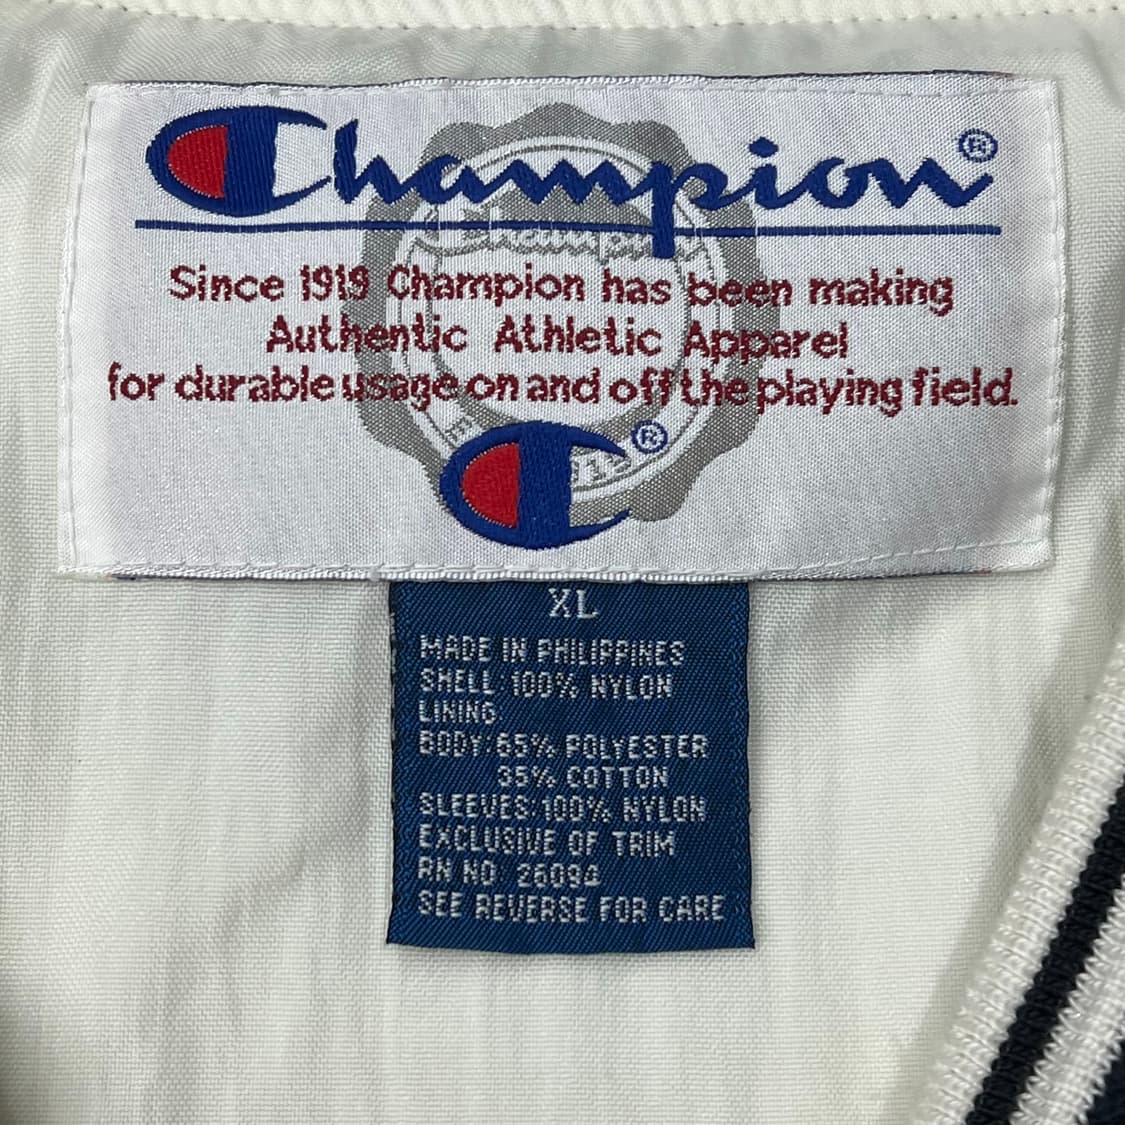 Champion®
Champion
Since 1919 Champion has been making
Authentic Athletic Apparel
for durable usage on and off the playing field.
®
XL
MADE IN PHILIPPINES
SHELL 100% NYLON
LINING
BODY 65% POLYESTER
35% COTTON
SLEEVES 100% NYLON
EXCLUSIVE OF TRIM
RN NO 26094
SEE REVERSE FOR CARE